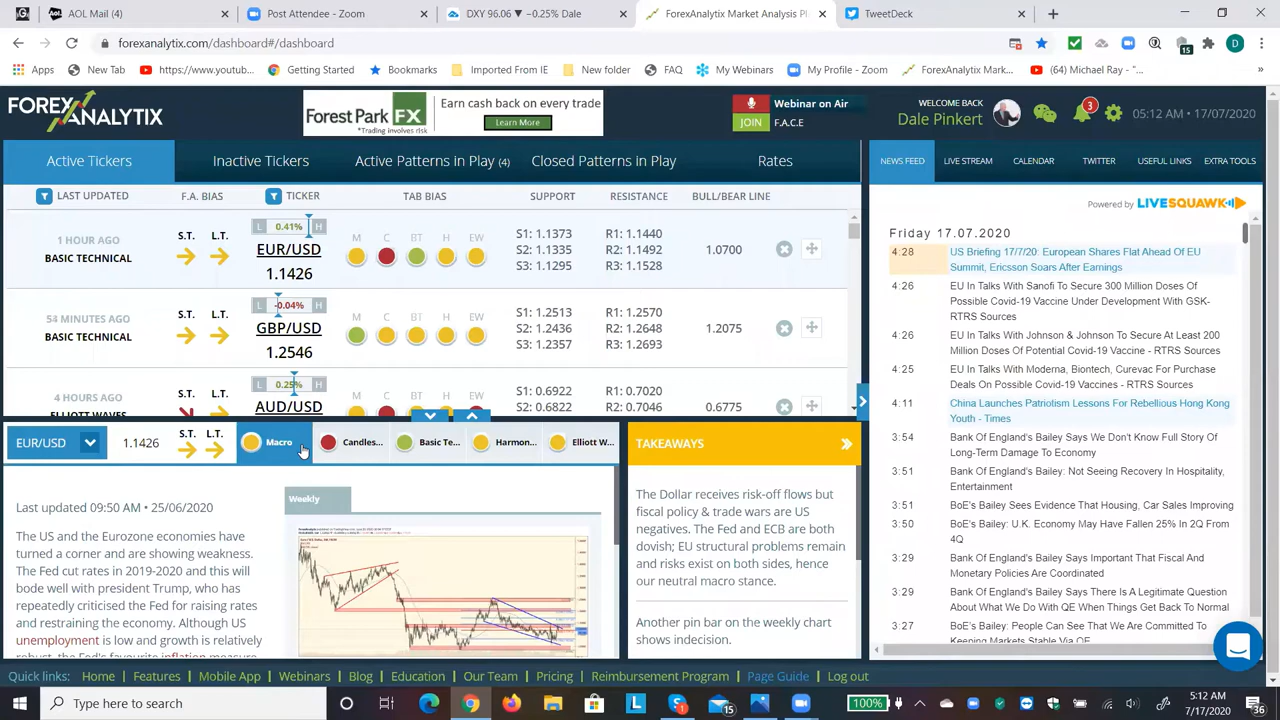 AOL Mail (4)
Post Attendee - Zoom
DXY 96.06 ▼ −0.25% Dale
ForexAnalytix Market Analysis Pl
TweetDeck
forexanalytix.com/dashboard#/dashboard
15
D
Apps
New Tab
https://www.youtub...
Getting Started
Bookmarks
Imported From IE
New folder
FAQ
My Webinars
My Profile - Zoom
ForexAnalytix Mark...
(64) Michael Ray - "...
FOREX
ANALYTIX
Forest Park FX
*Trading involves risk
Earn cash back on every trade
Learn More
Webinar on Air
JOIN
F.A.C.E
WELCOME BACK
Dale Pinkert
3
05:12 AM • 17/07/2020
Active Tickers
Inactive Tickers
Active Patterns in Play (4)
Closed Patterns in Play
Rates
LAST UPDATED
F.A. BIAS
TICKER
TAB BIAS
SUPPORT
RESISTANCE
BULL/BEAR LINE
1 HOUR AGO
BASIC TECHNICAL
S.T.
L.T.
L 0.41% H
EUR/USD
1.1426
M C BT H EW
S1: 1.1373
S2: 1.1335
S3: 1.1295
R1: 1.1440
R2: 1.1492
R3: 1.1528
1.0700
54 MINUTES AGO
BASIC TECHNICAL
S.T.
L.T.
L -0.04% H
GBP/USD
1.2546
M C BT H EW
S1: 1.2513
S2: 1.2436
S3: 1.2357
R1: 1.2570
R2: 1.2648
R3: 1.2693
1.2075
4 HOURS AGO
ELLIOTT WAVES
S.T.
L.T.
L 0.25% H
AUD/USD
M C BT H EW
S1: 0.6922
S2: 0.6822
R1: 0.7020
R2: 0.7046
0.6775
EUR/USD
1.1426
S.T.
L.T.
Macro
Candles...
Basic Te...
Harmon...
Elliott W...
Last updated 09:50 AM • 25/06/2020
The US and the Eurozone economies have
turned a corner and are showing weakness.
The Fed cut rates in 2019-2020 and this will
bode well with president Trump, who has
repeatedly criticised the Fed for raising rates
and restraining the economy. Although US
unemployment is low and growth is relatively
robust, the Fed's favourite inflation measure
Weekly
TAKEAWAYS
The Dollar receives risk-off flows but
fiscal policy & trade wars are US
negatives. The Fed and ECB are both
dovish; EU structural problems remain
and risks exist on both sides, hence
our neutral macro stance.
Another pin bar on the weekly chart
shows indecision.
NEWS FEED
LIVE STREAM
CALENDAR
TWITTER
USEFUL LINKS
EXTRA TOOLS
Powered by LIVESQUAWK
Friday 17.07.2020
4:28 US Briefing 17/7/20: European Shares Flat Ahead Of EU
Summit, Ericsson Soars After Earnings
4:26 EU In Talks With Sanofi To Secure 300 Million Doses Of
Possible Covid-19 Vaccine Under Development With GSK-
RTRS Sources
4:26 EU In Talks With Johnson & Johnson To Secure At Least 200
Million Doses Of Potential Covid-19 Vaccine - RTRS Sources
4:25 EU In Talks With Moderna, Biontech, Curevac For Purchase
Deals On Possible Covid-19 Vaccines - RTRS Sources
4:11 China Launches Patriotism Lessons For Rebellious Hong Kong
Youth - Times
3:54 Bank Of England's Bailey Says We Don't Know Full Story Of
Long-Term Damage To Economy
3:51 Bank Of England's Bailey: Not Seeing Recovery In Hospitality,
Entertainment
3:51 BoE's Bailey Sees Evidence That Housing, Car Sales Improving
3:50 BoE's Bailey: U.K. Economy May Have Fallen 25% In 2Q From
4Q
3:29 Bank Of England's Bailey Says Important That Fiscal And
Monetary Policies Are Coordinated
3:29 Bank Of England's Bailey Says There Is A Legitimate Question
About What We Do With QE When Things Get Back To Normal
3:27 BoE's Bailey: People Can See That We Are Committed To
Keeping Markets Stable Via QE
Quick links:
Home
Features
Mobile App
Webinars
Blog
Education
Our Team
Pricing
Reimbursement Program
Page Guide
Log out
Type here to search
L
1
15
100%
5:12 AM
7/17/2020
36